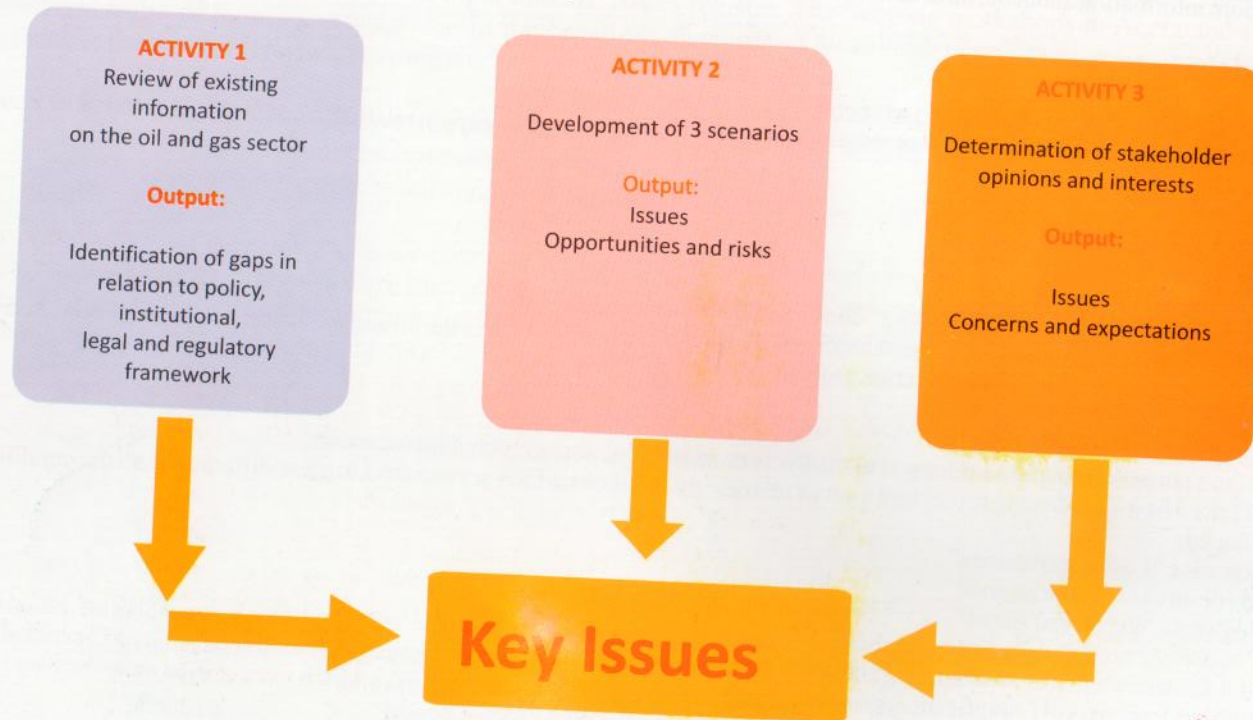 ACTIVITY 1
Review of existing
information
on the oil and gas sector
Output:
Identification of gaps in
relation to policy,
institutional,
legal and regulatory
framework
ACTIVITY 2
Development of 3 scenarios
Output:
Issues
Opportunities and risks
ACTIVITY 3
Determination of stakeholder
opinions and interests
Output:
Issues
Concerns and expectations
Key Issues